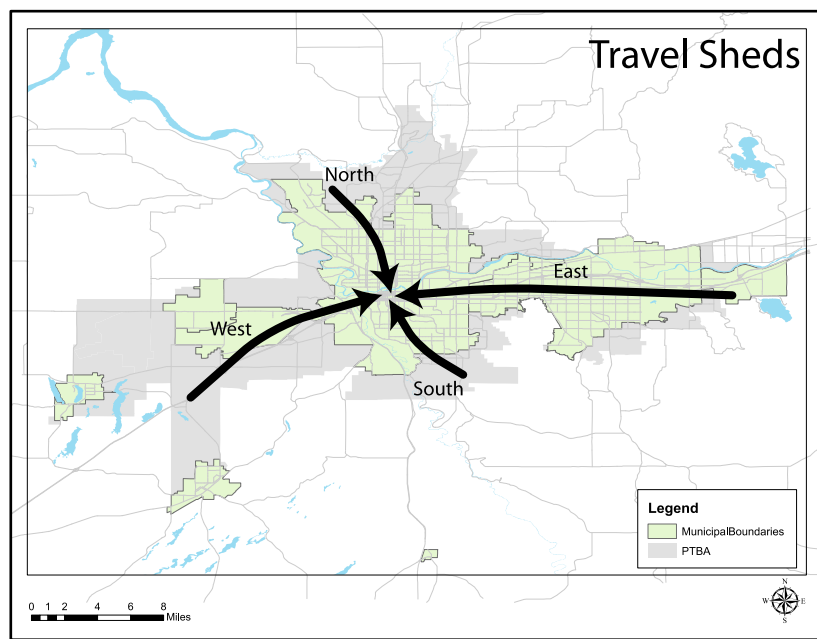 Travel Sheds
North
East
West
South
Legend
MunicipalBoundaries
PTBA
0 1 2 4 6 8
Miles
N
W E
S